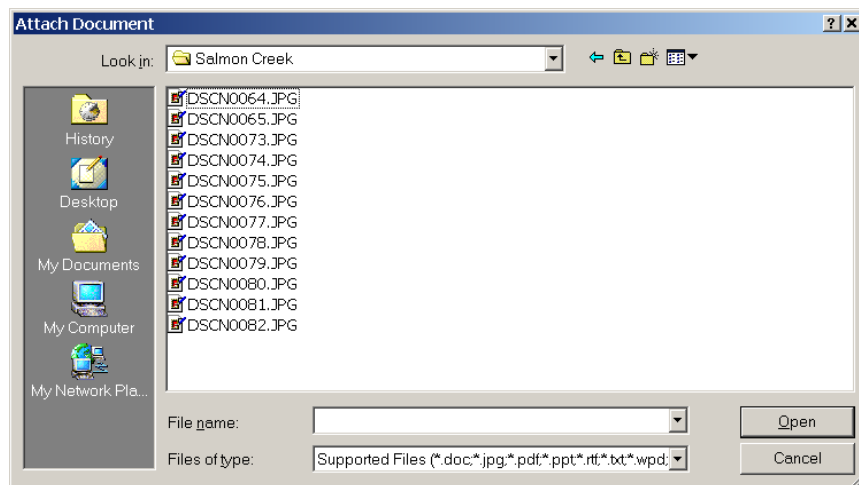 Attach Document
Look in: Salmon Creek
History
Desktop
My Documents
My Computer
My Network Pla...
DSCN0064.JPG
DSCN0065.JPG
DSCN0073.JPG
DSCN0074.JPG
DSCN0075.JPG
DSCN0076.JPG
DSCN0077.JPG
DSCN0078.JPG
DSCN0079.JPG
DSCN0080.JPG
DSCN0081.JPG
DSCN0082.JPG
File name: Open
Files of type: Supported Files (*.doc;*.jpg;*.pdf;*.ppt;*.rtf;*.txt;*.wpd; Cancel